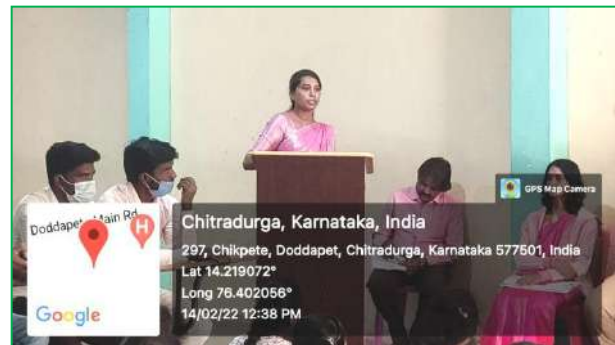 GPS Map Camera
Doddapete Main Rd
H
Google
Chitradurga, Karnataka, India
297, Chikpete, Doddapet, Chitradurga, Karnataka 577501, India
Lat 14.219072°
Long 76.402056°
14/02/22 12:38 PM